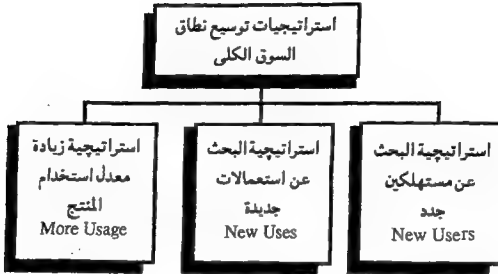 استراتيجيات توسيع نطاق
السوق الكلى
استراتيجية البحث
عن مستهلكين
جدد
New Users
استراتيجية البحث
عن استعمالات
جديدة
New Uses
استراتيجية زيادة
معدل استخدام
المنتج
More Usage